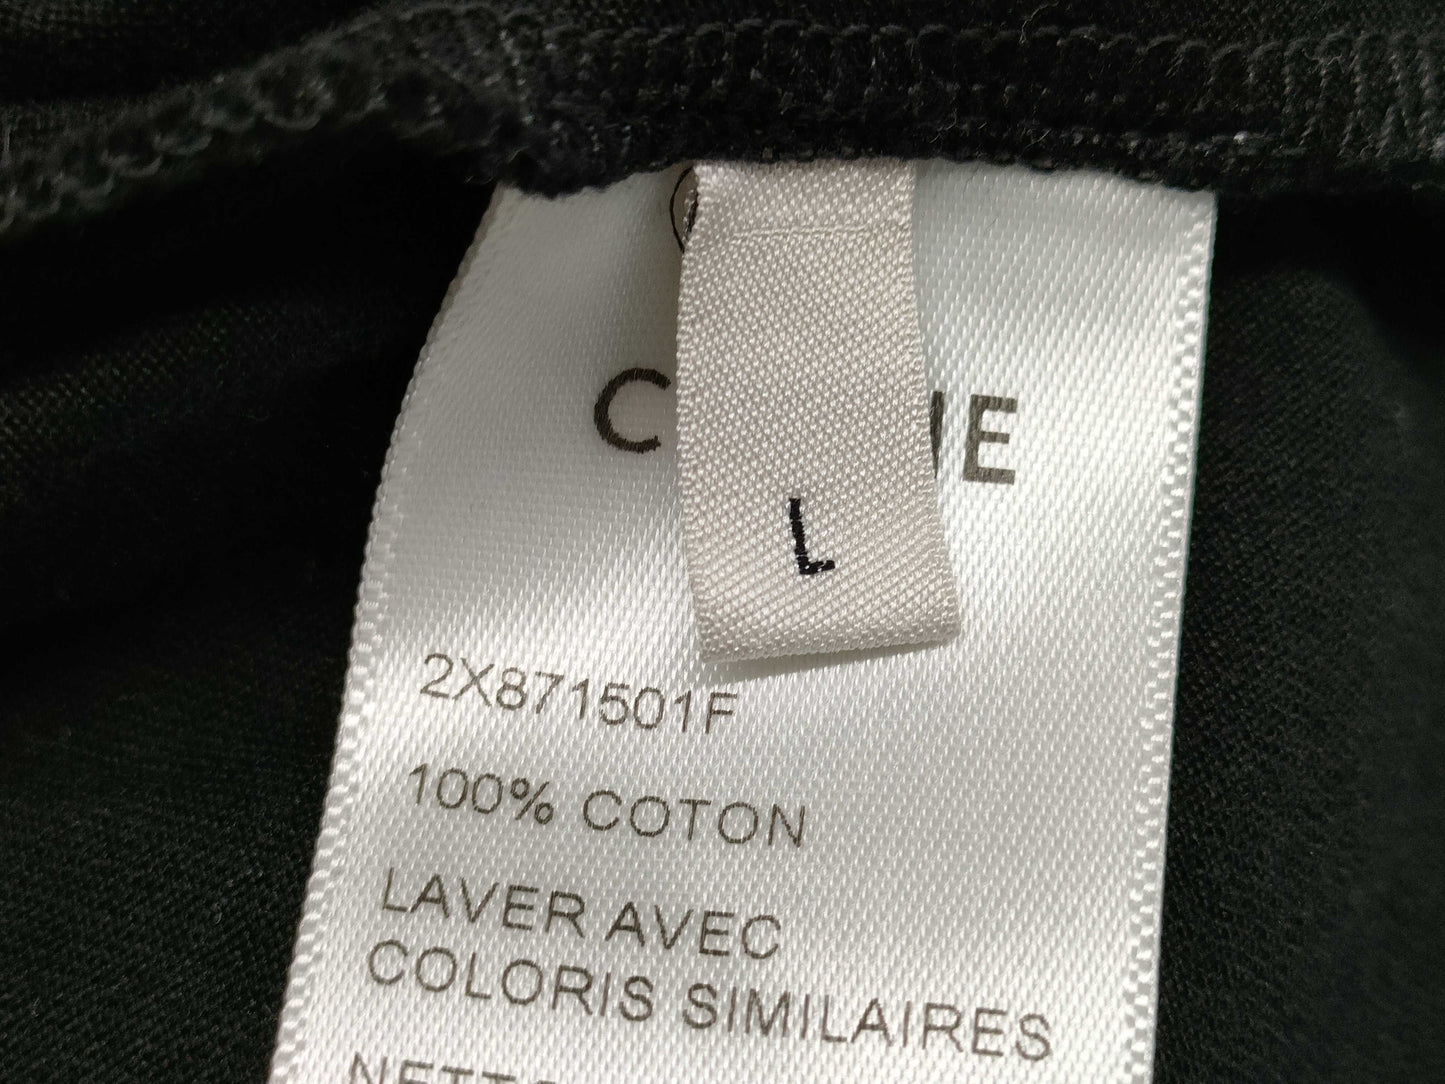 L
2X871501F
100% COTON
LAVER AVEC
COLORIS SIMILAIRES